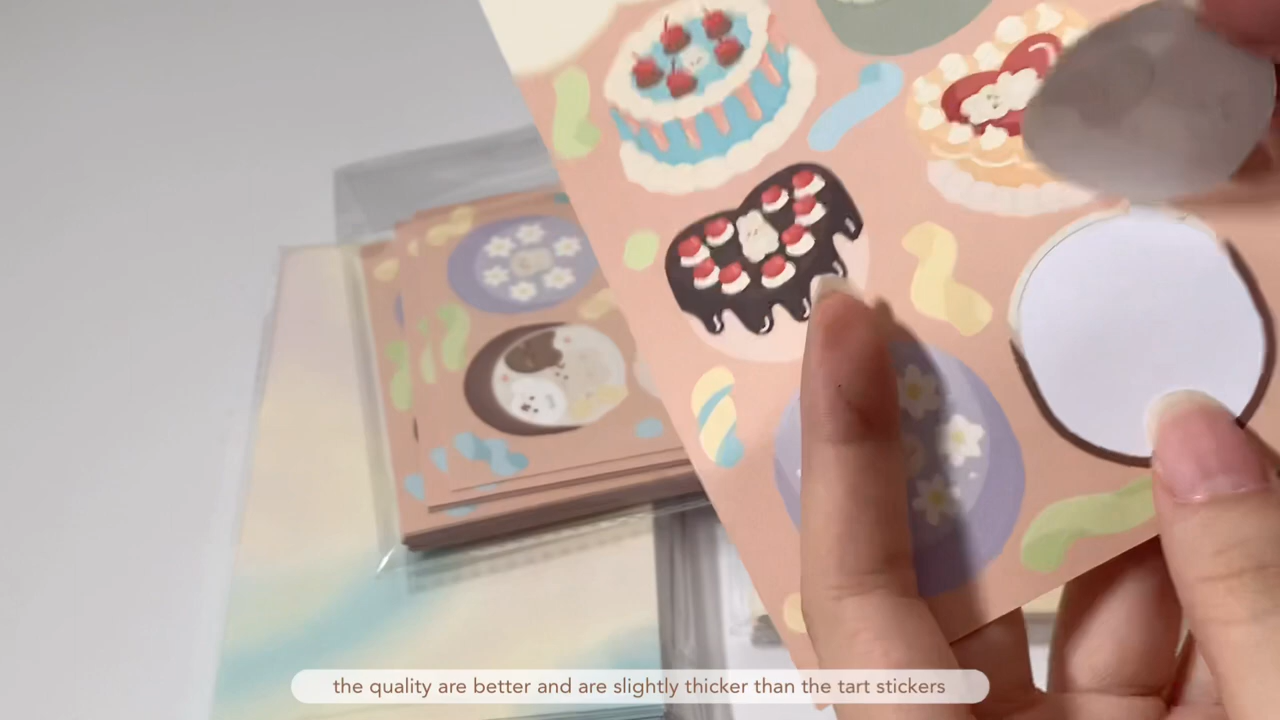 the quality are better and are slightly thicker than the tart stickers